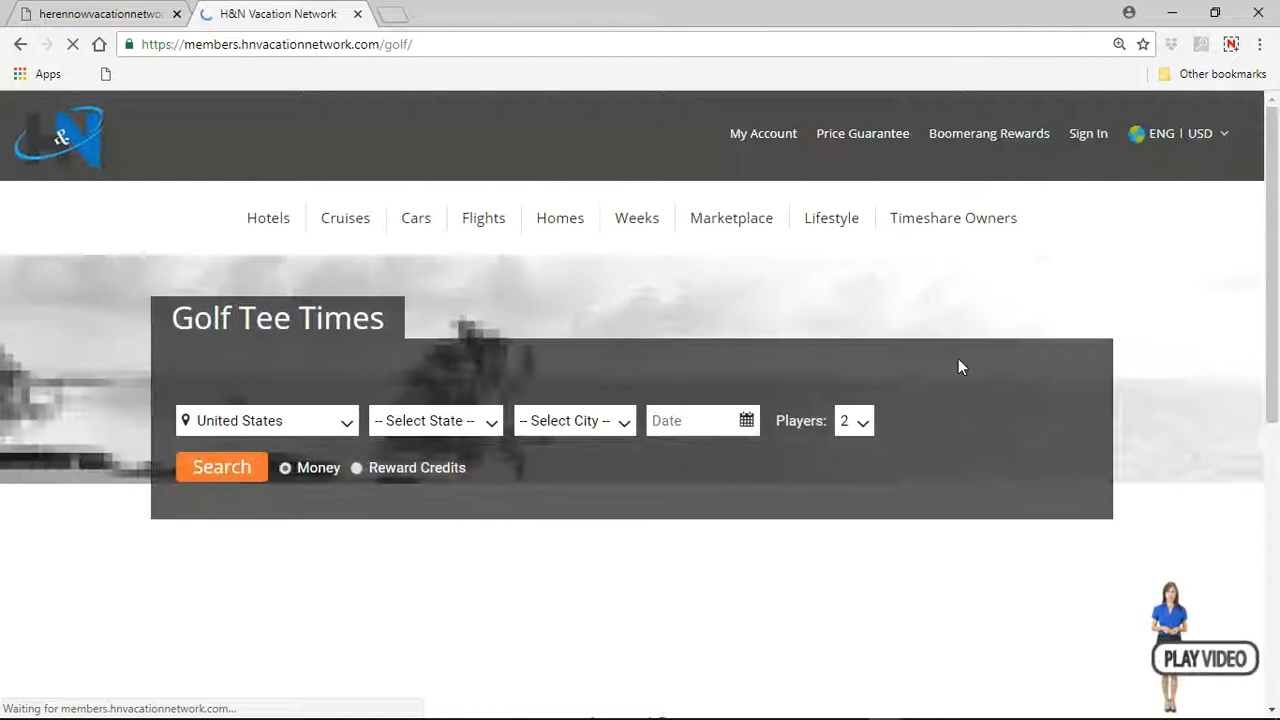 herennowvacationnetwor
H&N Vacation Network
https://members.hnvacationnetwork.com/golf/
Apps
Other bookmarks
H&N
My Account
Price Guarantee
Boomerang Rewards
Sign In
ENG | USD
Hotels
Cruises
Cars
Flights
Homes
Weeks
Marketplace
Lifestyle
Timeshare Owners
Golf Tee Times
United States
-- Select State --
-- Select City --
Date
Players:
2
Search
Money
Reward Credits
PLAY VIDEO
Waiting for members.hnvacationnetwork.com...